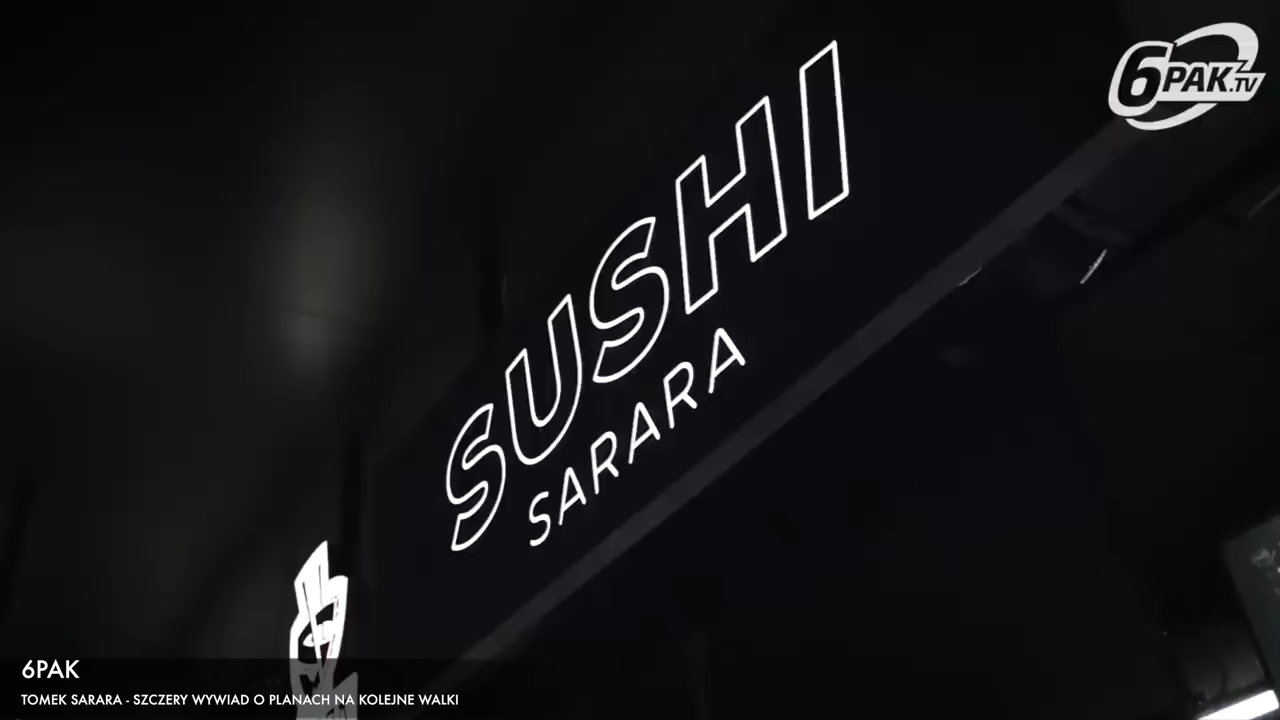 6PAK.TV
SUSHI
SARARA
6PAK
TOMEK SARARA - SZCZERY WYWIAD O PLANACH NA KOLEJNE WALKI